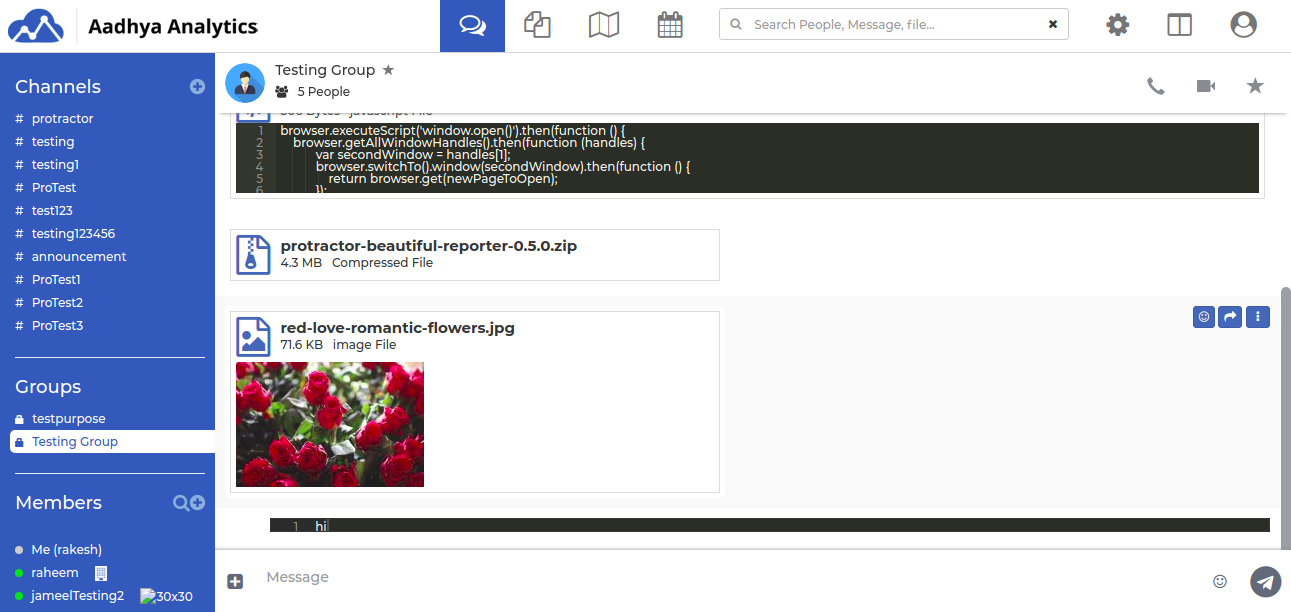 Aadhya Analytics
Search People, Message, file...
Channels
# protractor
# testing
# testing1
# ProTest
# test123
# testing123456
# announcement
# ProTest1
# ProTest2
# ProTest3
Groups
testpurpose
Testing Group
Members
Me (rakesh)
raheem
jameelTesting2 30x30
Testing Group
5 People
1 browser.executeScript('window.open()').then(function () {
2 browser.getAllWindowHandles().then(function (handles) {
3 var secondWindow = handles[1];
4 browser.switchTo().window(secondWindow).then(function () {
5 return browser.get(newPageToOpen);
6 });
protractor-beautiful-reporter-0.5.0.zip
4.3 MB Compressed File
red-love-romantic-flowers.jpg
71.6 KB image File
1 hi
Message